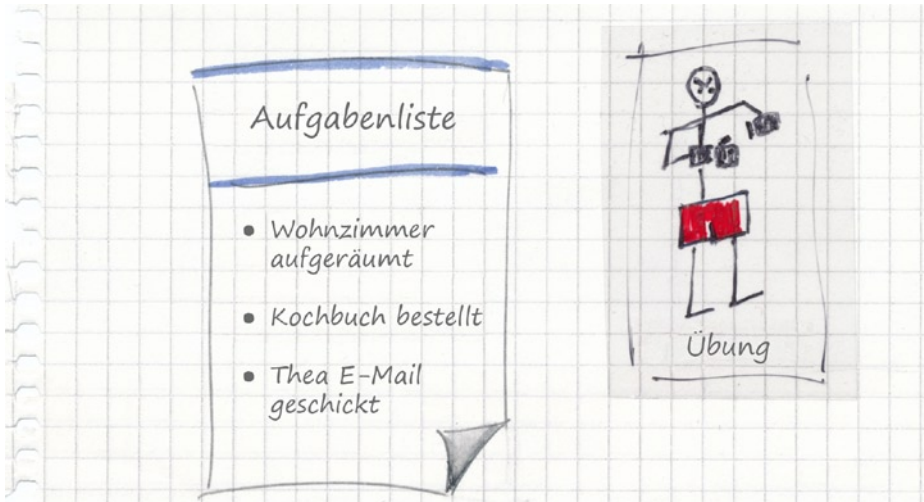 Aufgabenliste
• Wohnzimmer
aufgeräumt
• Kochbuch bestellt
• Thea E-Mail
geschickt
Übung